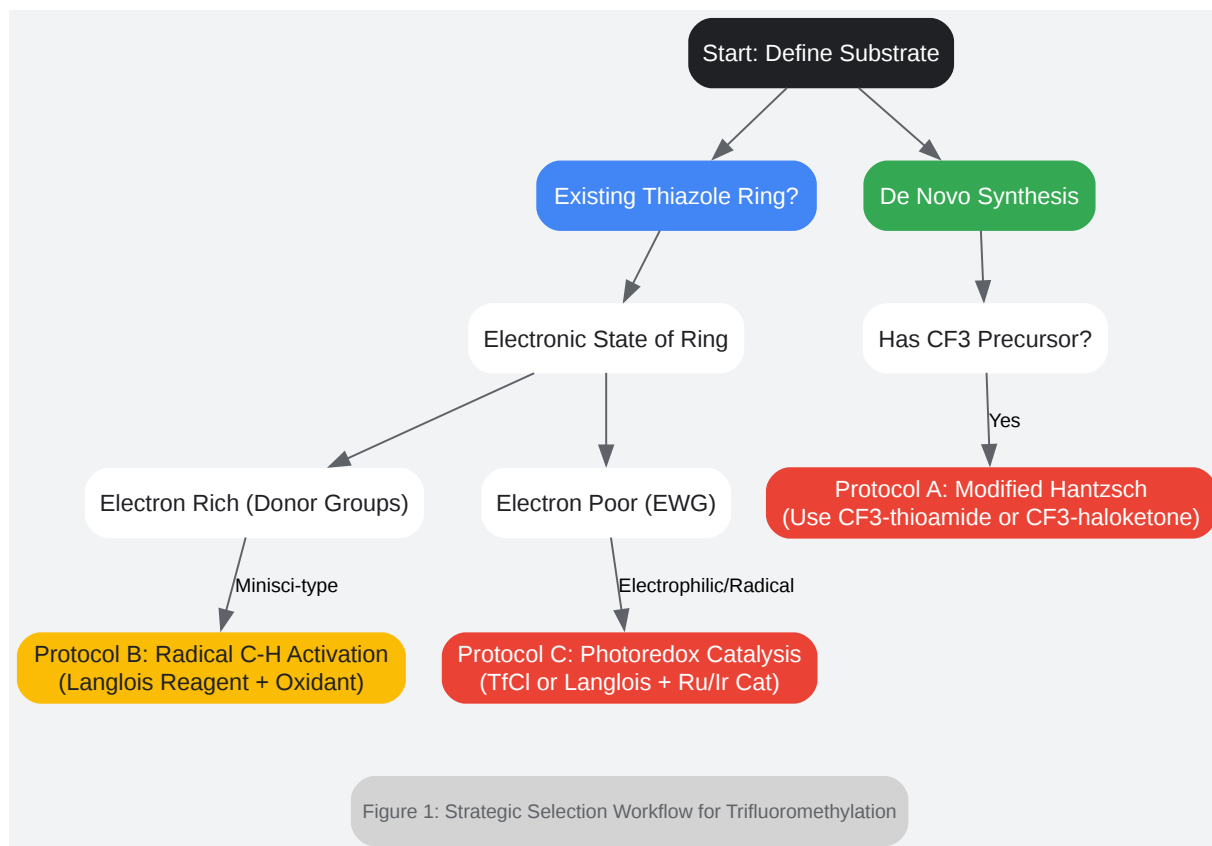 Start: Define Substrate
Existing Thiazole Ring?
De Novo Synthesis
Electronic State of Ring
Has CF3 Precursor?
Yes
Electron Rich (Donor Groups)
Electron Poor (EWG)
Protocol A: Modified Hantzsch
(Use CF3-thioamide or CF3-haloketone)
Minisci-type
Electrophilic/Radical
Protocol B: Radical C-H Activation
(Langlois Reagent + Oxidant)
Protocol C: Photoredox Catalysis
(TfCl or Langlois + Ru/Ir Cat)
Figure 1: Strategic Selection Workflow for Trifluoromethylation